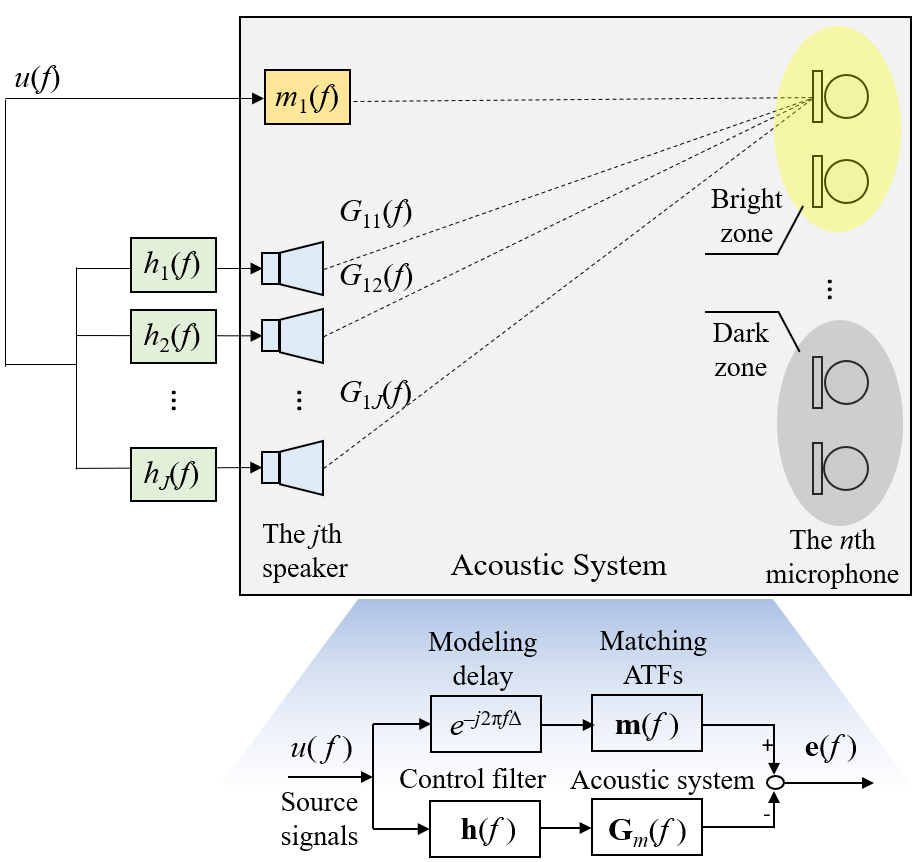 u(f)
m₁(f)
G₁₁(f)
Bright
zone
h₁(f)
G₁₂(f)
...
h₂(f)
Dark
zone
...
...
G₁J(f)
hJ(f)
The jth
speaker
Acoustic System
The nth
microphone
Modeling
delay
Matching
ATFs
e^(–j2πfΔ)
m(f)
u(f)
+
e(f)
Source
signals
Control filter
Acoustic system
h(f)
Gₘ(f)
-